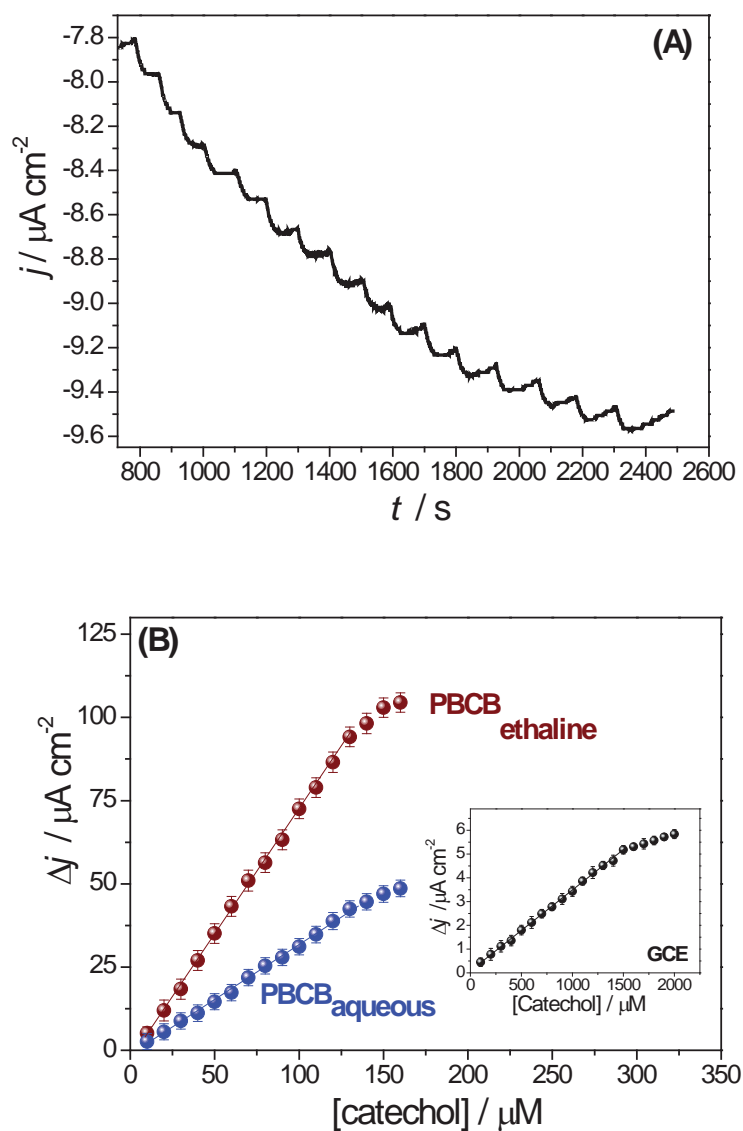 (A)
-7.8
-8.0
-8.2
-8.4
-8.6
-8.8
-9.0
-9.2
-9.4
-9.6
j / μA cm-2
800 1000 1200 1400 1600 1800 2000 2200 2400 2600
t / s
(B)
125
100
75
50
25
0
Δj / μA cm-2
PBCB ethaline
PBCB aqueous
6
5
4
3
2
1
0
Δj / μA cm-2
GCE
0 500 1000 1500 2000
[Catechol] / μM
0 50 100 150 200 250 300 350
[catechol] / μM